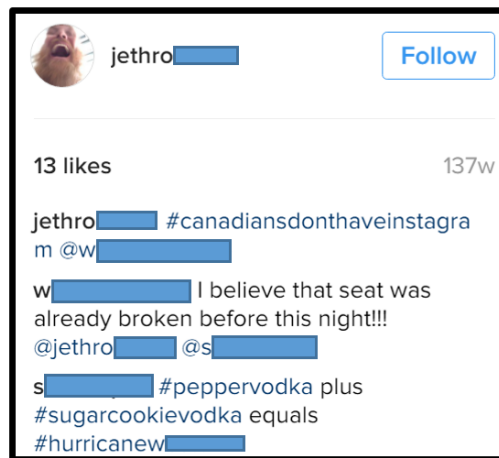 jethro
Follow
13 likes
137w
jethro #canadiansdonthaveinstagra
m @w
w I believe that seat was
already broken before this night!!!
@jethro @s
s #peppervodka plus
#sugarcookievodka equals
#hurricanew